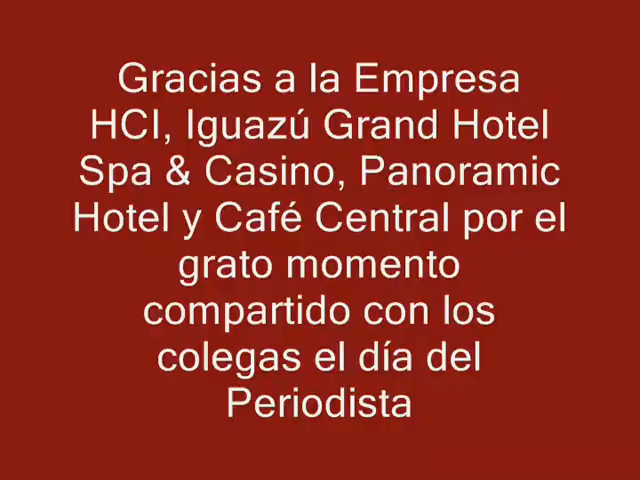 Gracias a la Empresa
HCI, Iguazú Grand Hotel
Spa & Casino, Panoramic
Hotel y Café Central por el
grato momento
compartido con los
colegas el día del
Periodista